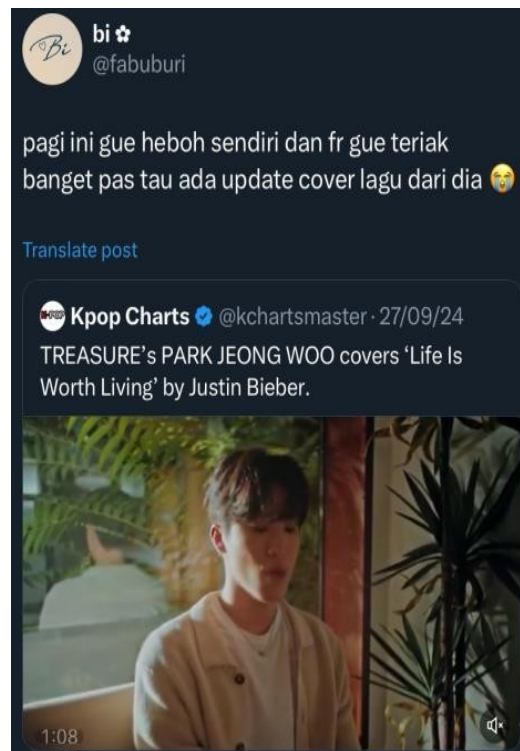 Bi
bi ✿
@fabuburi
pagi ini gue heboh sendiri dan fr gue teriak
banget pas tau ada update cover lagu dari dia 😭
Translate post
Kpop Charts @kchartsmaster · 27/09/24
TREASURE's PARK JEONG WOO covers 'Life Is
Worth Living' by Justin Bieber.
1:08